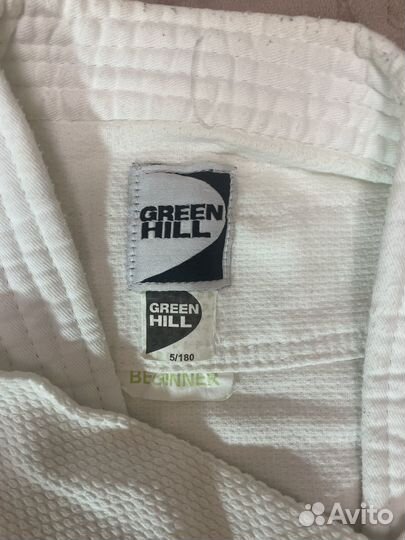 GREEN
HILL
GREEN
HILL
5/180
BEGINNER
Avito